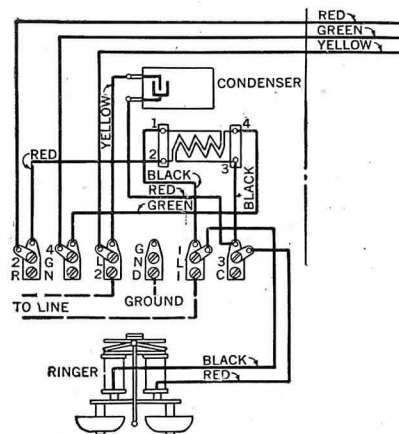 RED
GREEN
YELLOW
CONDENSER
YELLOW
1 4
2 3
RED
BLACK
RED
GREEN
BLACK
2 4 L G L 3
R G 2 N 1 C
N D
TO LINE
GROUND
RINGER
BLACK
RED